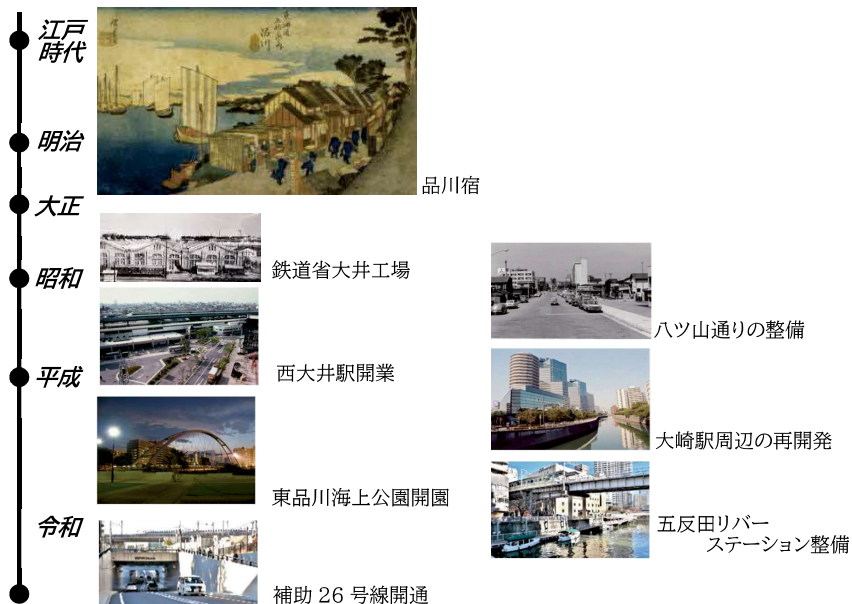 江戸
時代
品川宿
明治
大正
鉄道省大井工場
昭和
八ツ山通りの整備
西大井駅開業
平成
大崎駅周辺の再開発
東品川海上公園開園
令和
五反田リバー
ステーション整備
補助 26 号線開通